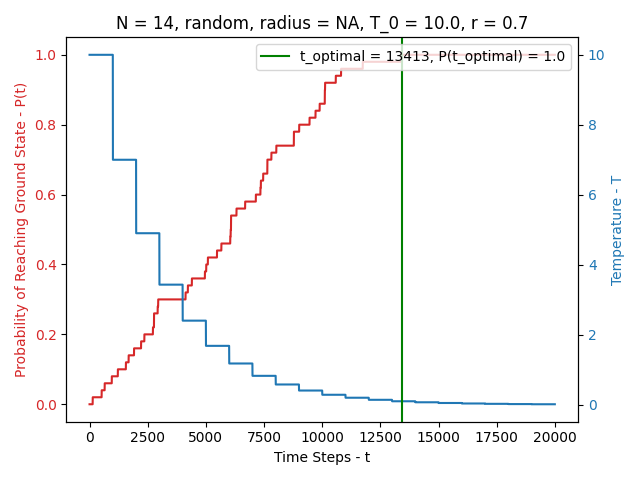 N = 14, random, radius = NA, T_0 = 10.0, r = 0.7
t_optimal = 13413, P(t_optimal) = 1.0
Probability of Reaching Ground State - P(t)
1.0
0.8
0.6
0.4
0.2
0.0
10
8
6
4
2
0
Temperature - T
0 2500 5000 7500 10000 12500 15000 17500 20000
Time Steps - t